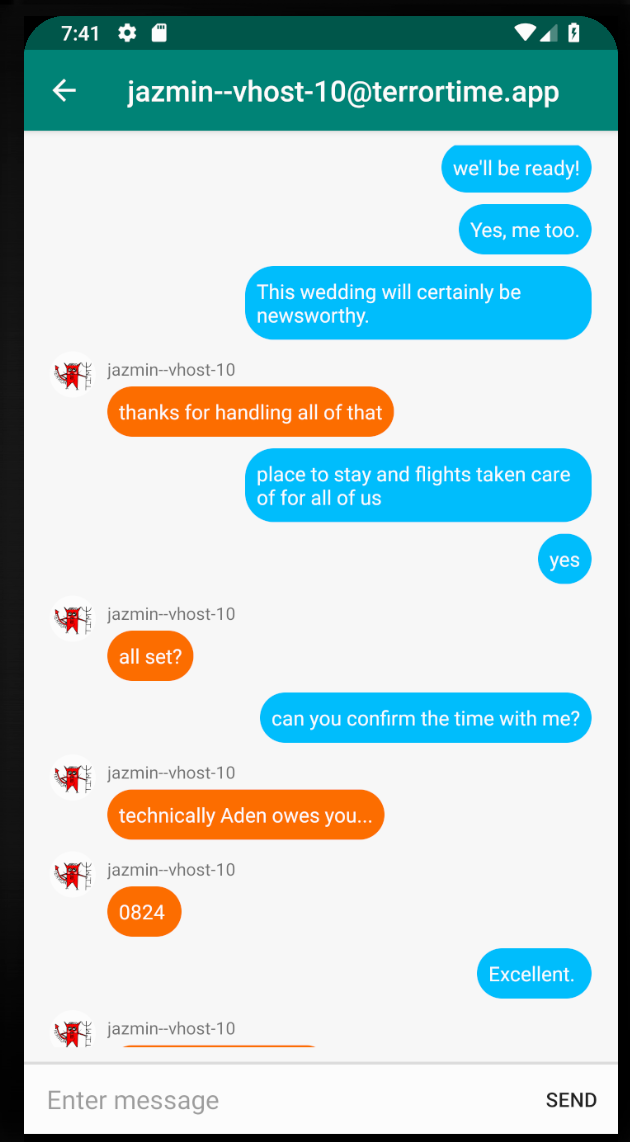 7:41
jazmin--vhost-10@terrortime.app
we'll be ready!
Yes, me too.
This wedding will certainly be
newsworthy.
jazmin--vhost-10
thanks for handling all of that
place to stay and flights taken care
of for all of us
yes
jazmin--vhost-10
all set?
can you confirm the time with me?
jazmin--vhost-10
technically Aden owes you...
jazmin--vhost-10
0824
Excellent.
jazmin--vhost-10
Enter message
SEND